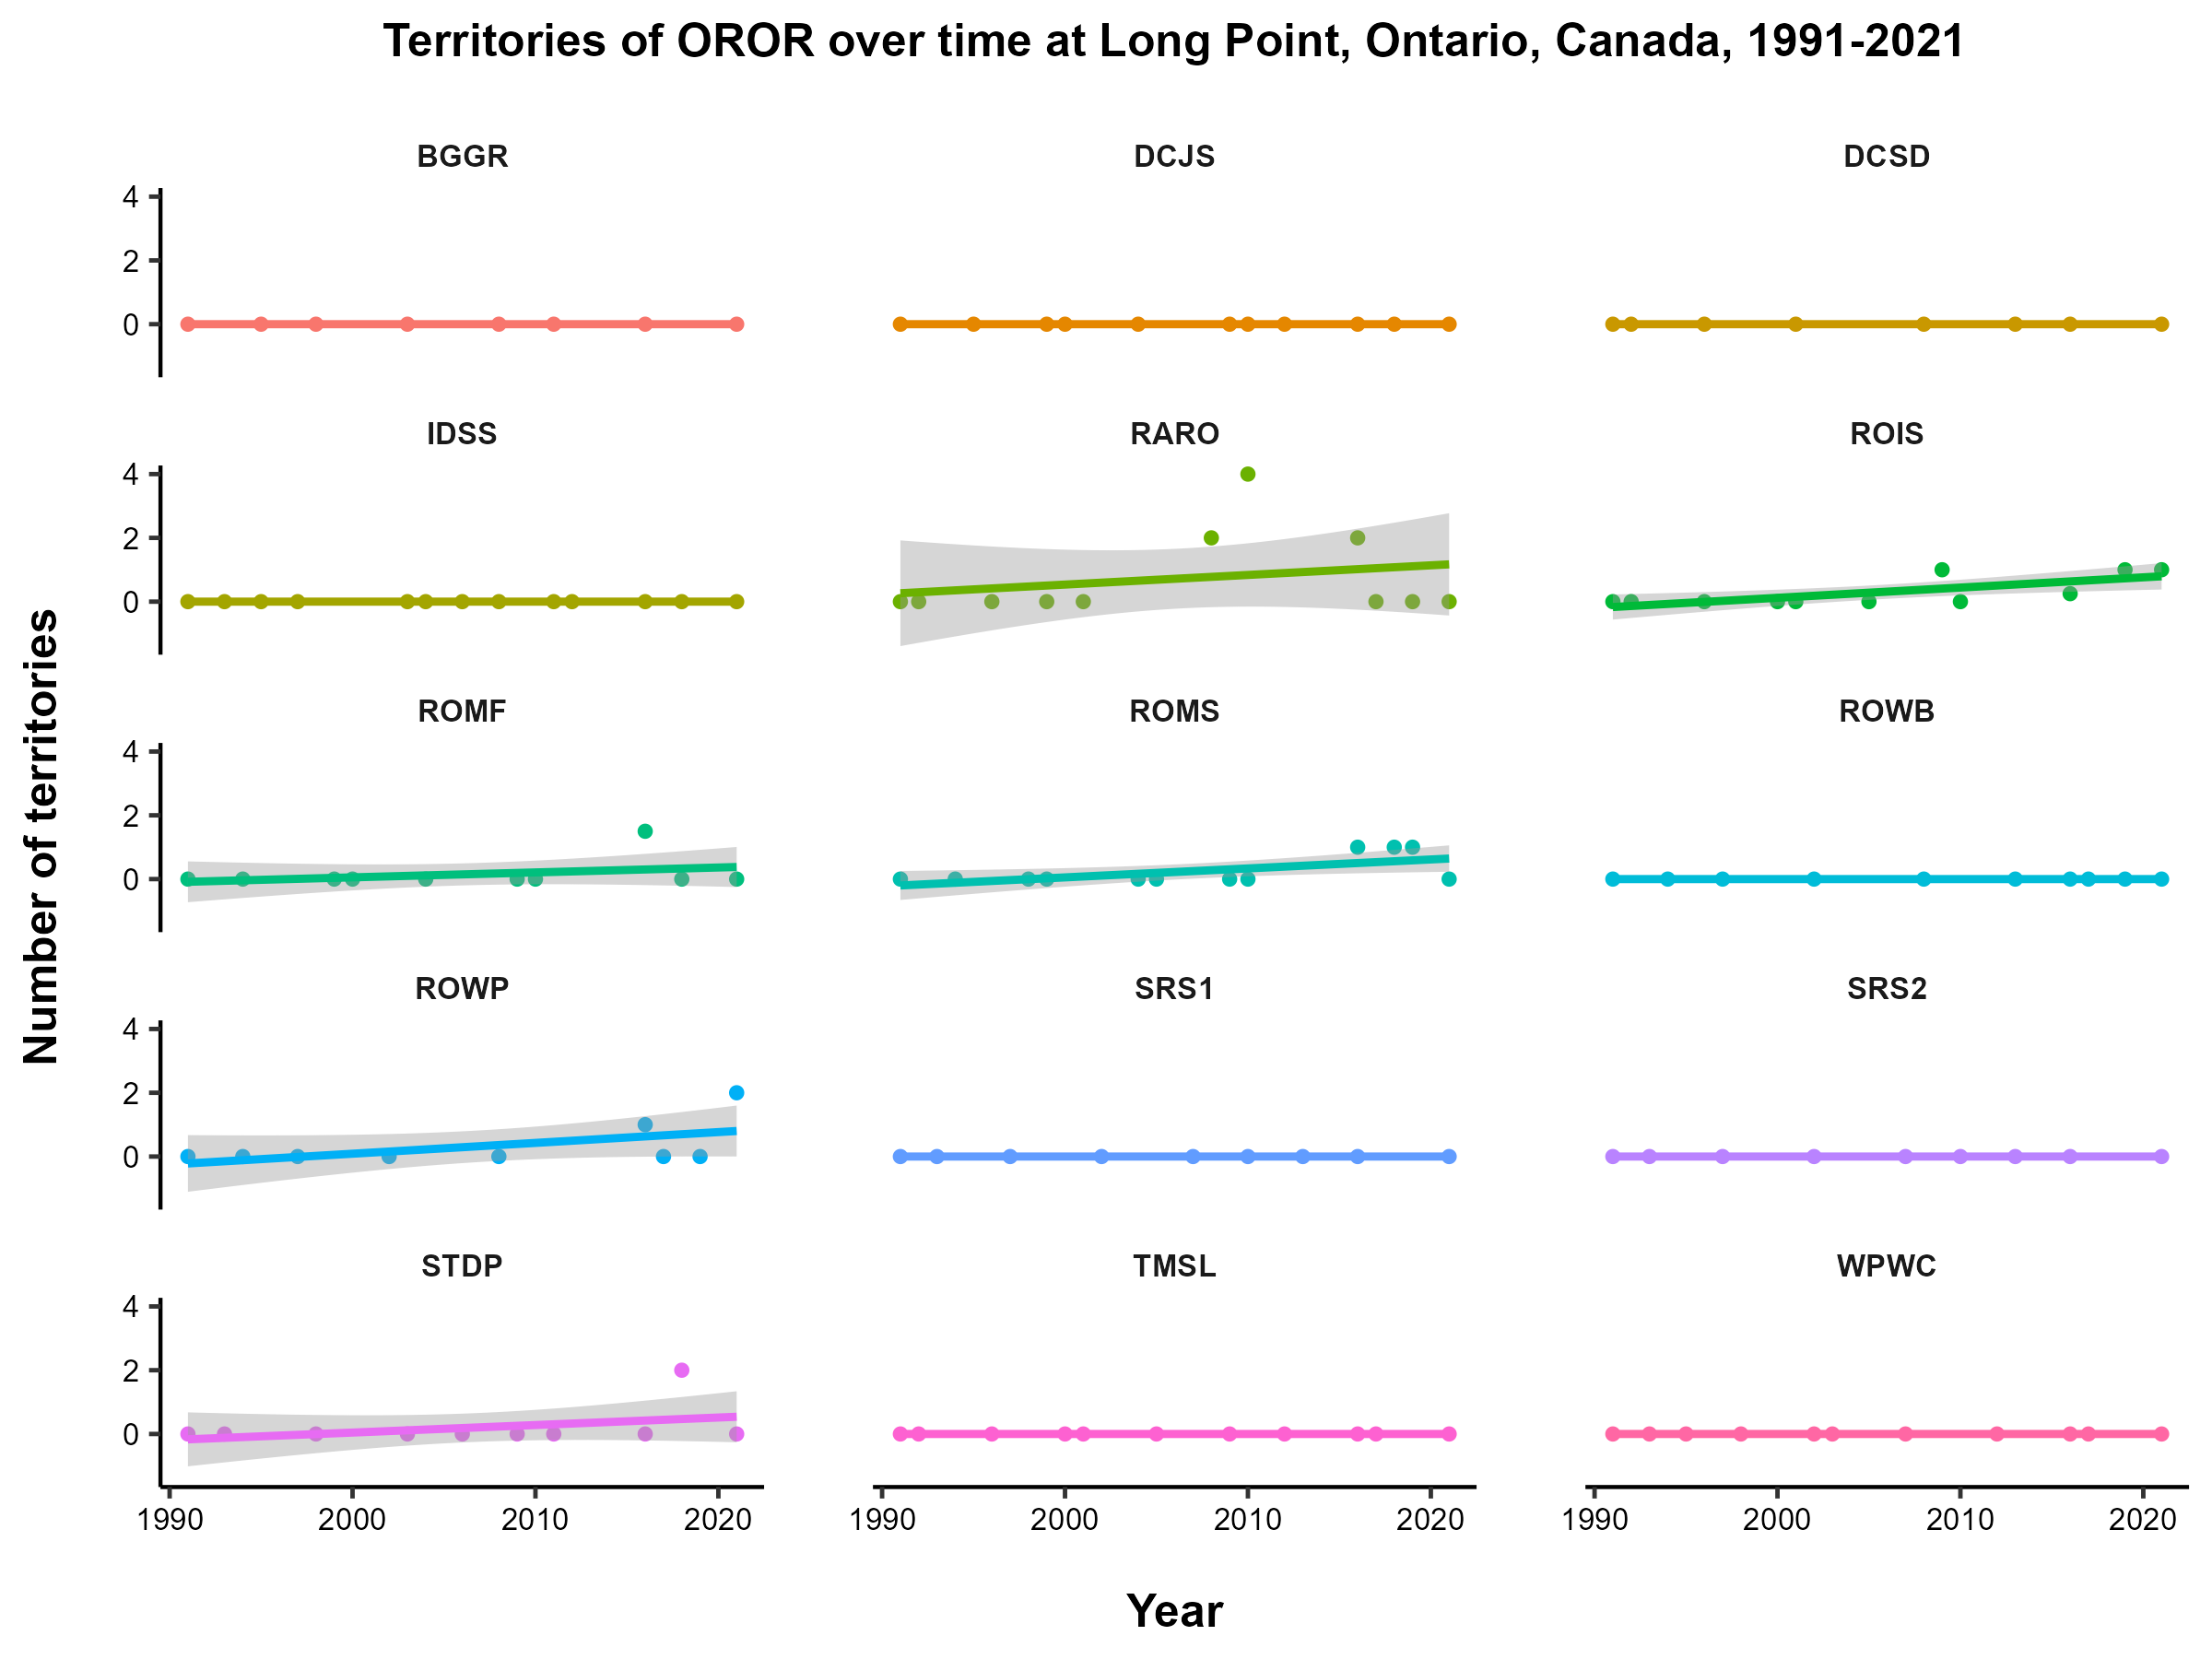 Territories of OROR over time at Long Point, Ontario, Canada, 1991-2021
BGGR DCJS DCSD
4
2
0
IDSS RARO ROIS
4
2
0
ROMF ROMS ROWB
4
2
0
ROWP SRS1 SRS2
4
2
0
STDP TMSL WPWC
4
2
0
1990 2000 2010 2020 1990 2000 2010 2020 1990 2000 2010 2020
Number of territories
Year